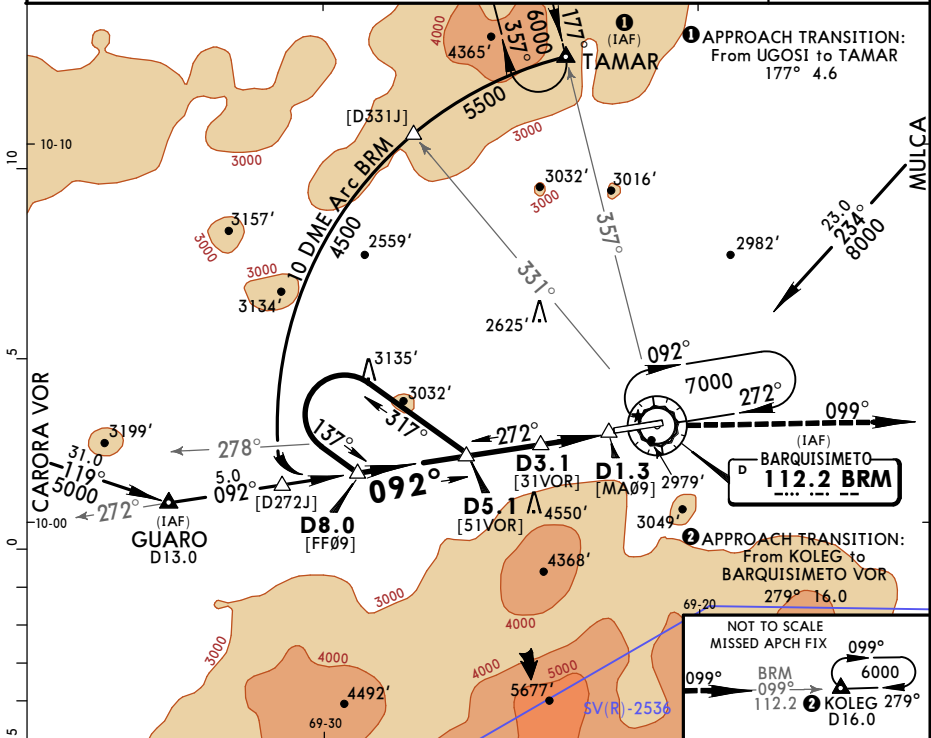 4000
4365'
6000
357°
177°
❶
(IAF)
TAMAR
❶ APPROACH TRANSITION:
From UGOSI to TAMAR
177° 4.6
5500
[D331J]
3000
10-10
3000
10
10 DME Arc BRM
4500
3032'
3000
3016'
MULCA
23.0
234°
8000
3157'
3000
2559'
357°
2982'
3000
3134'
331°
2625'
5
3135'
092°
7000
272°
3032'
317°
CARORA VOR
3199'
278°
137°
272°
099°
(IAF)
BARQUISIMETO
D 112.2 BRM
31.0
119°
5000
5.0
092°
[D272J]
092°
D3.1
[31VOR]
D1.3
[MA09]
2979'
272°
10-00
(IAF)
GUARO
D13.0
D8.0
[FF09]
D5.1
[51VOR]
4550'
3049'
0
4368'
❷ APPROACH TRANSITION:
From KOLEG to
BARQUISIMETO VOR
279° 16.0
3000
4000
69-20
3000
4000
4000
5000
4492'
5677'
SV(R)-2536
69-30
5
NOT TO SCALE
MISSED APCH FIX
099°
099°
BRM
099°
112.2
6000
❷ KOLEG
D16.0
279°